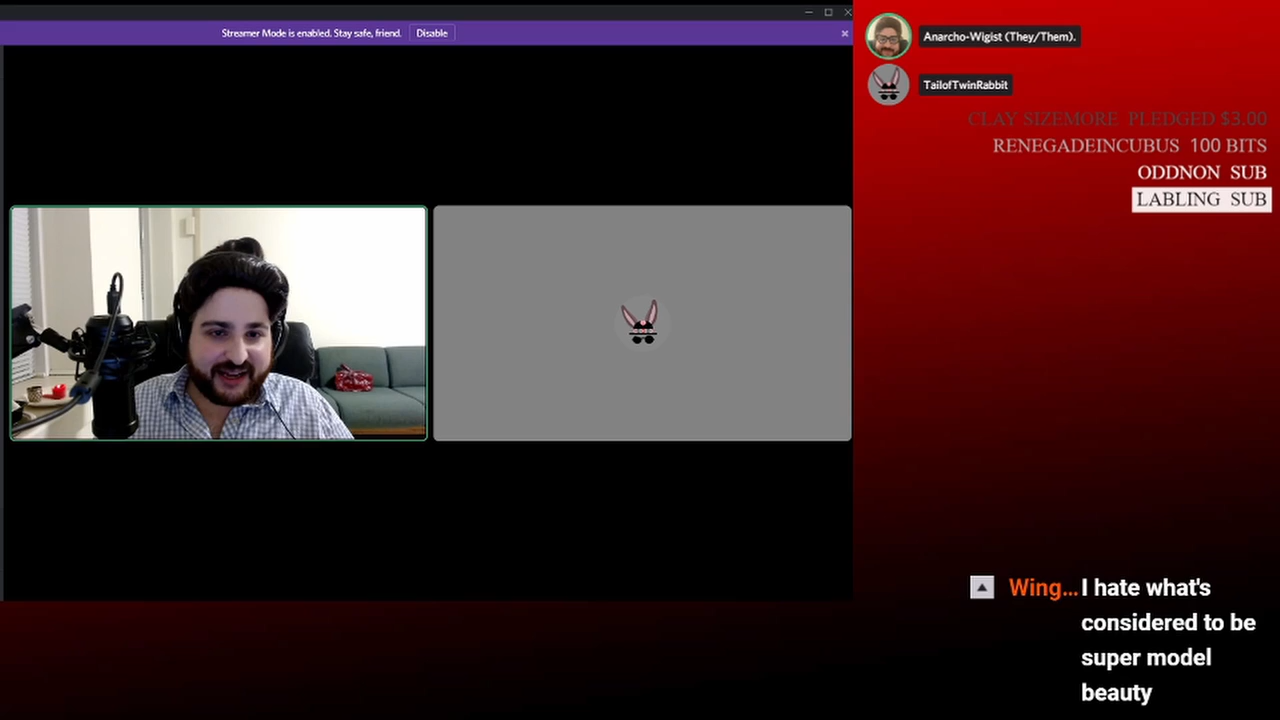 Streamer Mode is enabled. Stay safe, friend. Disable
Anarcho-Wigist (They/Them).
TailofTwinRabbit
CLAY SIZEMORE PLEDGED $3.00
RENEGADEINCUBUS 100 BITS
ODDNON SUB
LABLING SUB
Wing... I hate what's
considered to be
super model
beauty